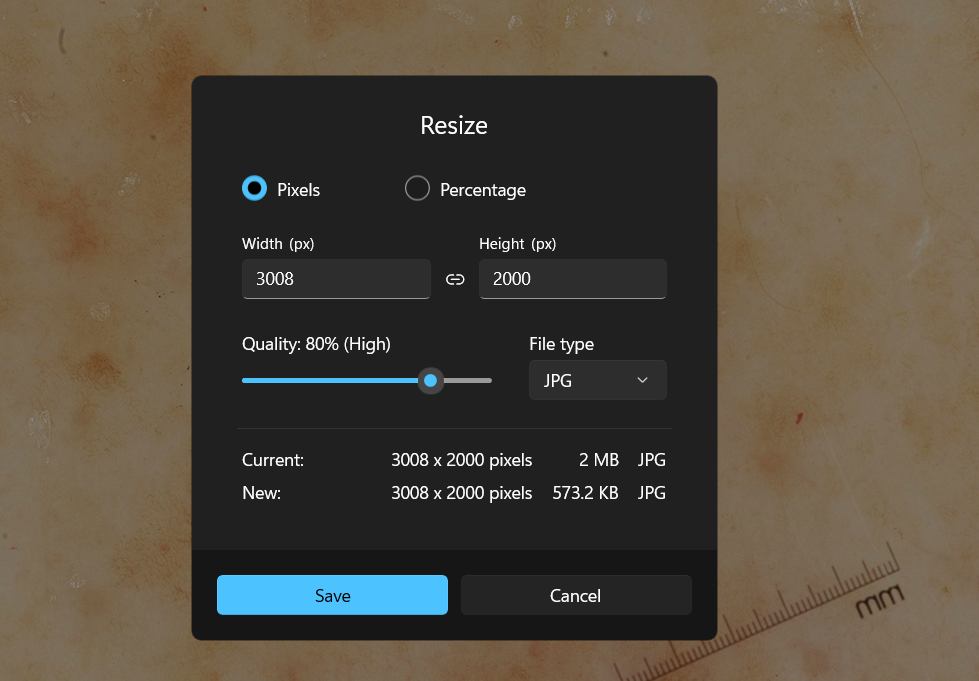 Resize
Pixels Percentage
Width (px) Height (px)
3008 2000
Quality: 80% (High) File type
JPG
Current: 3008 x 2000 pixels 2 MB JPG
New: 3008 x 2000 pixels 573.2 KB JPG
Save Cancel
mm